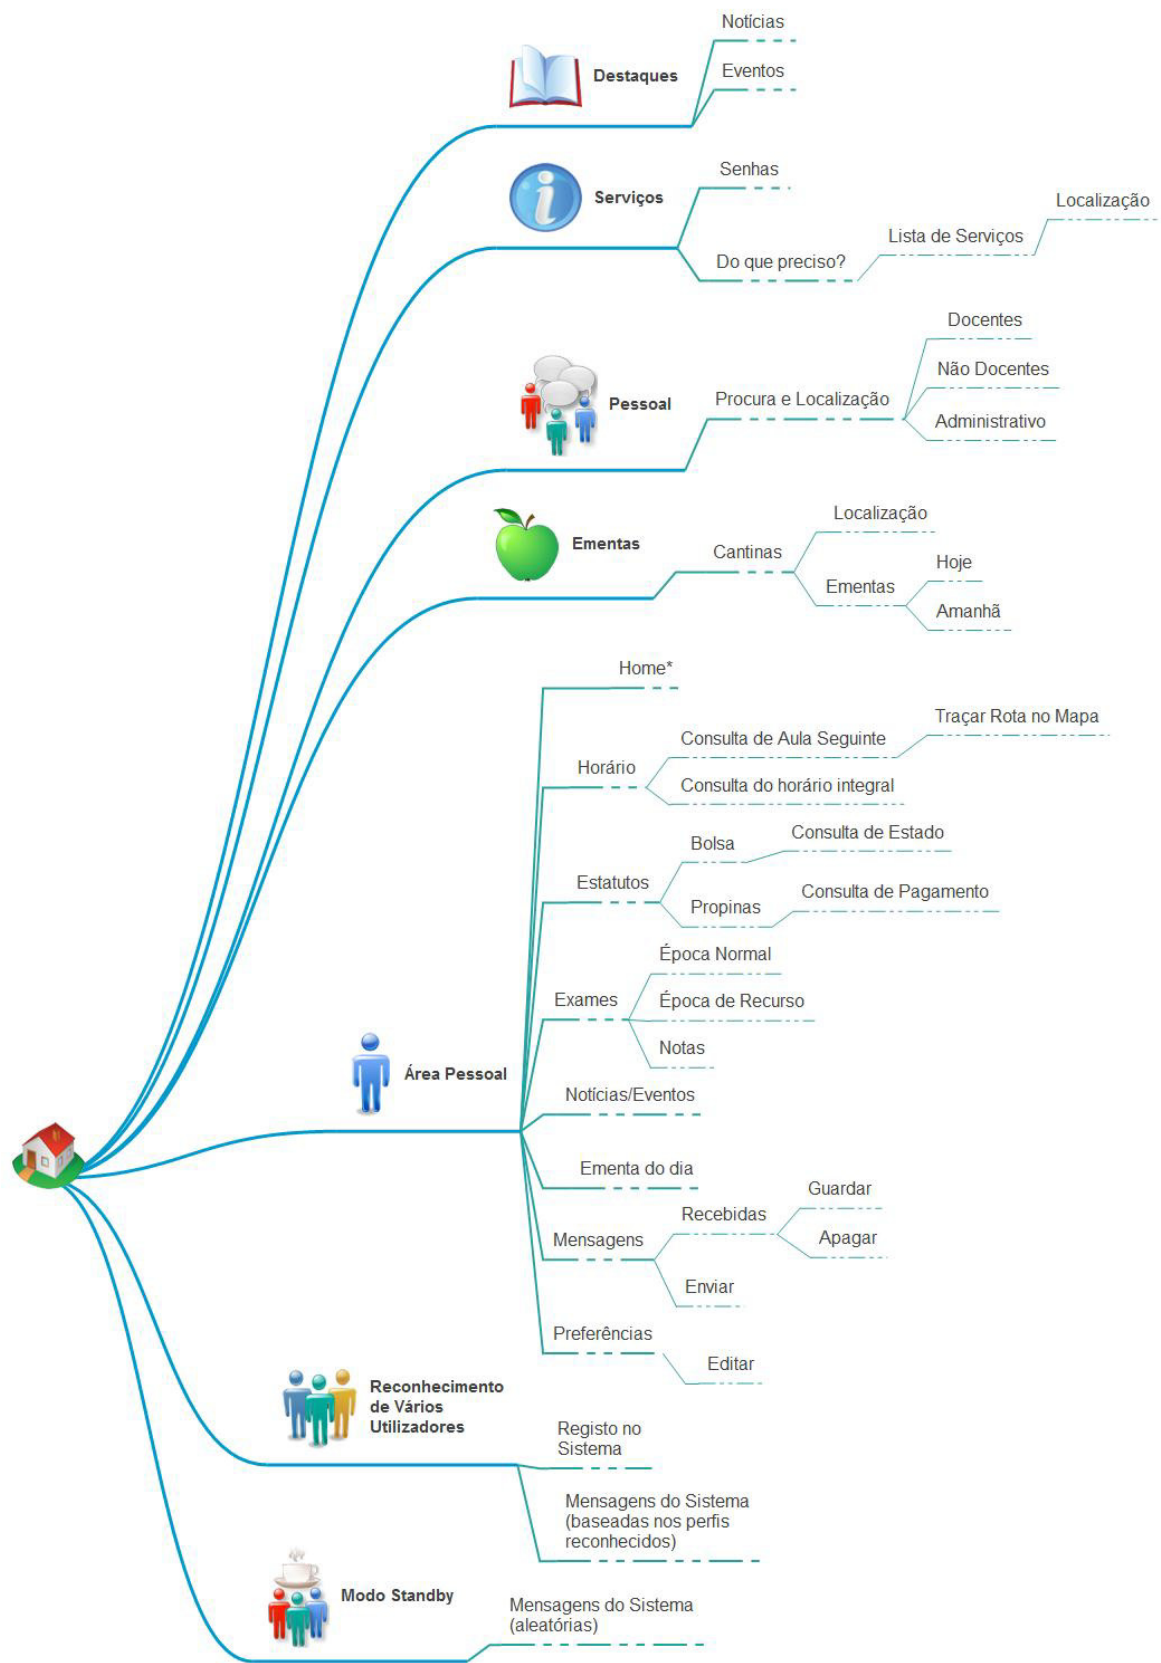 Notícias
Destaques
Eventos
Senhas
Serviços
Localização
Lista de Serviços
Do que preciso?
Docentes
Não Docentes
Pessoal
Procura e Localização
Administrativo
Localização
Ementas
Cantinas
Hoje
Ementas
Amanhã
Home*
Traçar Rota no Mapa
Consulta de Aula Seguinte
Horário
Consulta do horário integral
Consulta de Estado
Bolsa
Estatutos
Consulta de Pagamento
Propinas
Época Normal
Exames
Época de Recurso
Notas
Área Pessoal
Notícias/Eventos
Ementa do dia
Guardar
Recebidas
Mensagens
Apagar
Enviar
Preferências
Editar
Reconhecimento
de Vários
Utilizadores
Registo no
Sistema
Mensagens do Sistema
(baseadas nos perfis
reconhecidos)
Modo Standby
Mensagens do Sistema
(aleatórias)